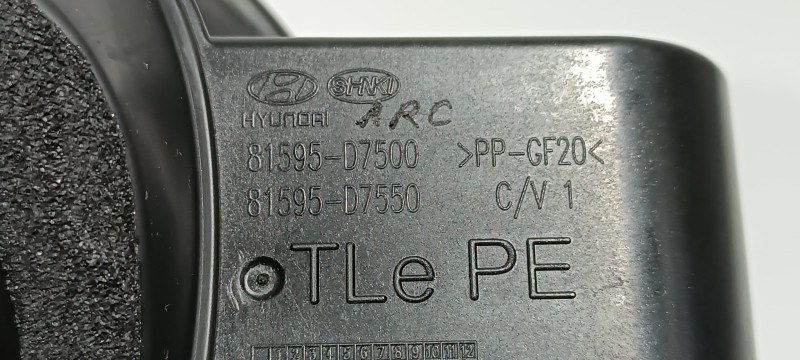 SHNKI
HYUNDAI ARC
81595-D7500 >PP-GF20<
81595-D7550 C/V 1
TLe PE
1 2 3 4 5 6 7 8 9 10 11 12